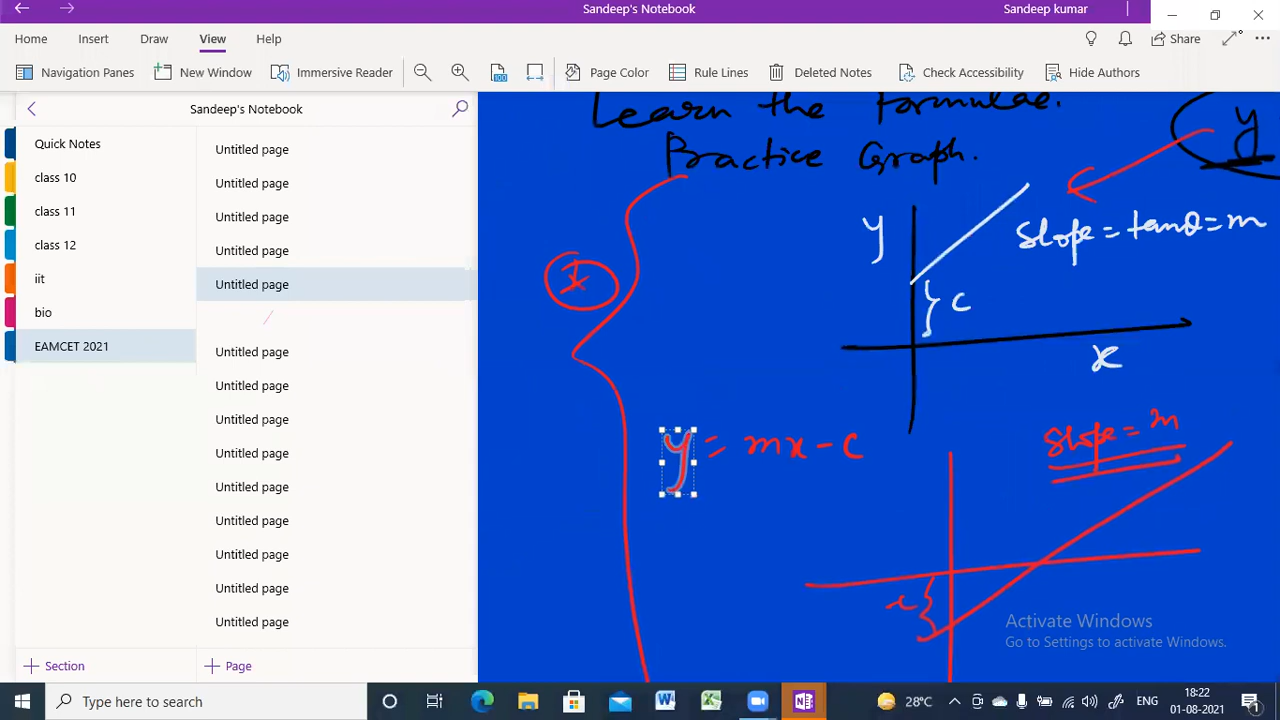 Sandeep's Notebook
Sandeep kumar
Home Insert Draw View Help
Share
Navigation Panes New Window Immersive Reader Page Color Rule Lines Deleted Notes Check Accessibility Hide Authors
Sandeep's Notebook
Quick Notes
class 10
class 11
class 12
iit
bio
EAMCET 2021
Untitled page
Untitled page
Untitled page
Untitled page
Untitled page
Untitled page
Untitled page
Untitled page
Untitled page
Untitled page
Untitled page
Untitled page
Untitled page
Untitled page
Section
Page
Learn the formulae.
Practice Graph.
y
y
Slope = tanθ = m
c
x
I
y = mx - c
Slope = m
Activate Windows
Go to Settings to activate Windows.
Type here to search
28°C
ENG
18:22
01-08-2021